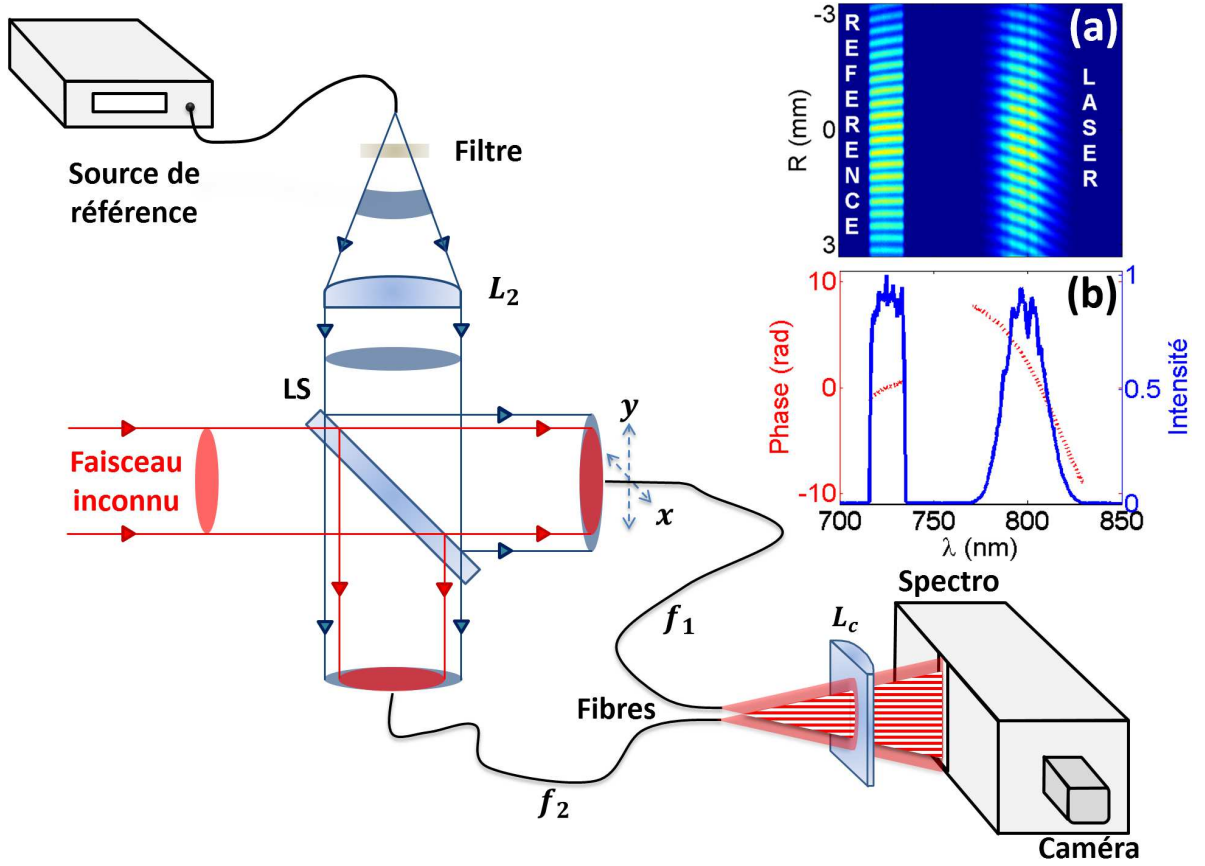 Source de
référence
Filtre
L₂
LS
Faisceau
inconnu
y
x
f₁
f₂
Fibres
L_c
Spectro
Caméra
(a)
REFERENCE
LASER
R (mm)
-3
0
3
(b)
Phase (rad)
10
0
-10
Intensité
1
0.5
0
700
750
800
850
λ (nm)